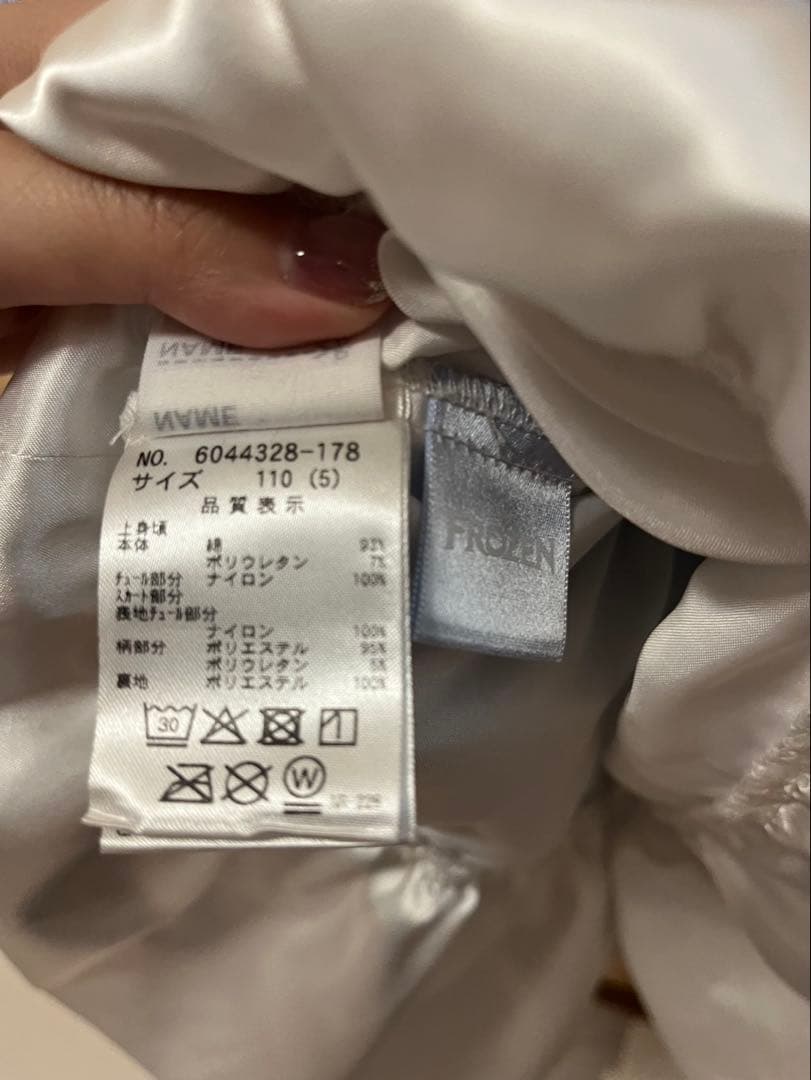 NAME
NAME
NO. 6044328-178
サイズ 110 (5)
品質表示
上身頃
本体 綿 93%
ポリウレタン 7%
チュール部分 ナイロン 100%
スカート部分
表地チュール部分
ナイロン 100%
柄部分 ポリエステル 95%
ポリウレタン 5%
裏地 ポリエステル 100%
30
W
FROZEN